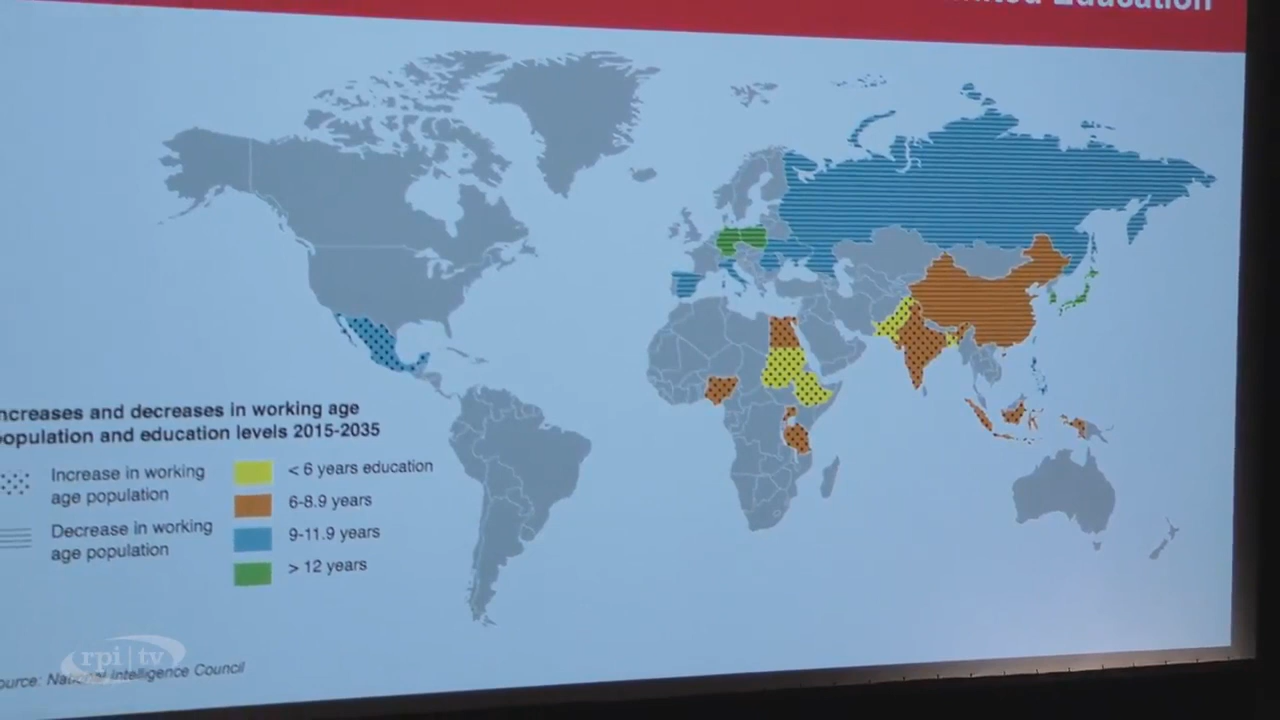 Education
ncreases and decreases in working age
opulation and education levels 2015-2035
Increase in working
age population
Decrease in working
age population
< 6 years education
6-8.9 years
9-11.9 years
> 12 years
rpi tv
ource: National Intelligence Council